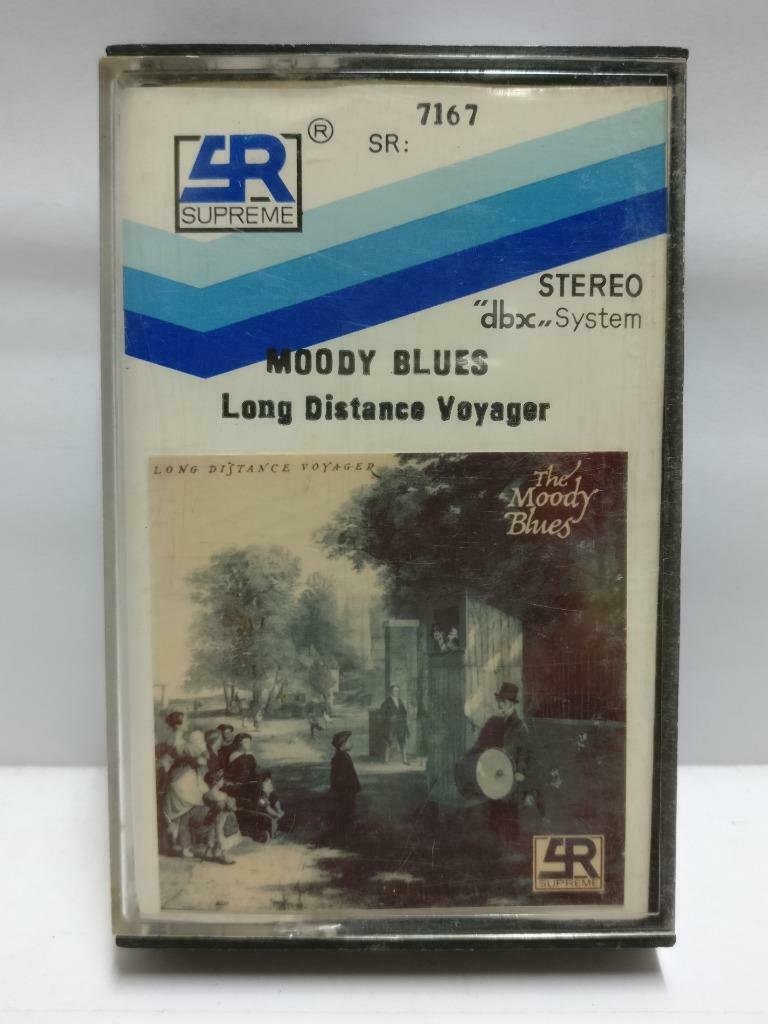 7167
SR:
SR ®
SUPREME
STEREO
"dbx„ System
MOODY BLUES
Long Distance Voyager
LONG DISTANCE VOYAGER
The
Moody
Blues
SR
SUPREME